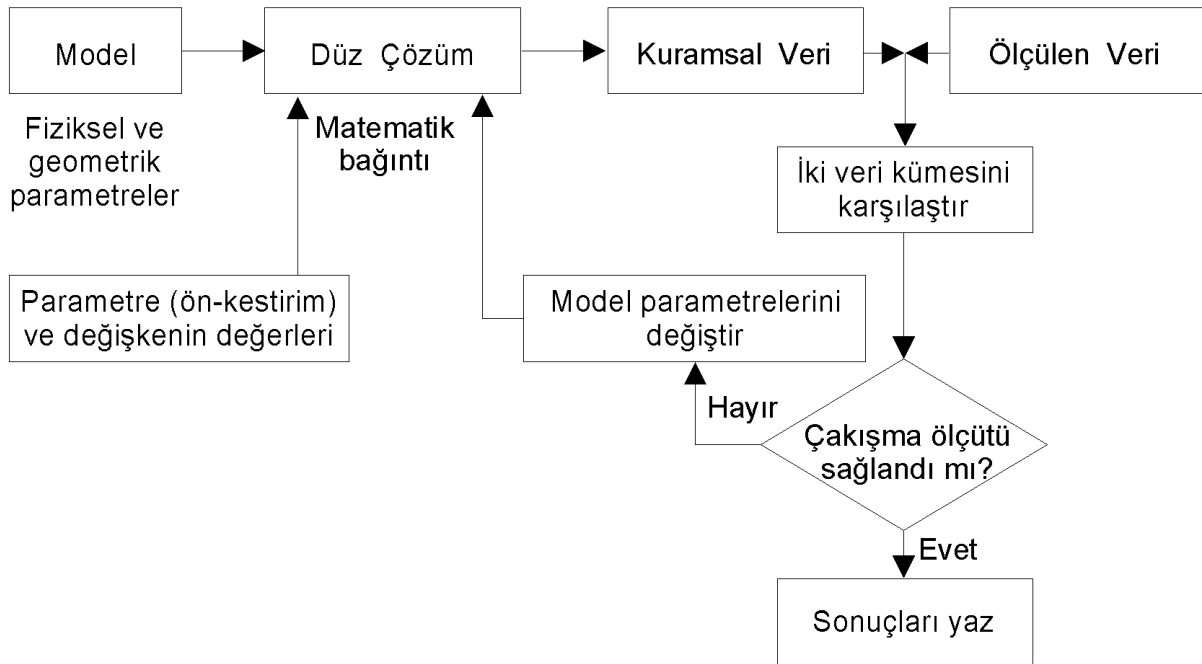 Model
Düz Çözüm
Kuramsal Veri
Ölçülen Veri
Fiziksel ve
geometrik
parametreler
Matematik
bağıntı
İki veri kümesini
karşılaştır
Parametre (ön-kestirim)
ve değişkenin değerleri
Model parametrelerini
değiştir
Hayır
Çakışma ölçütü
sağlandı mı?
Evet
Sonuçları yaz